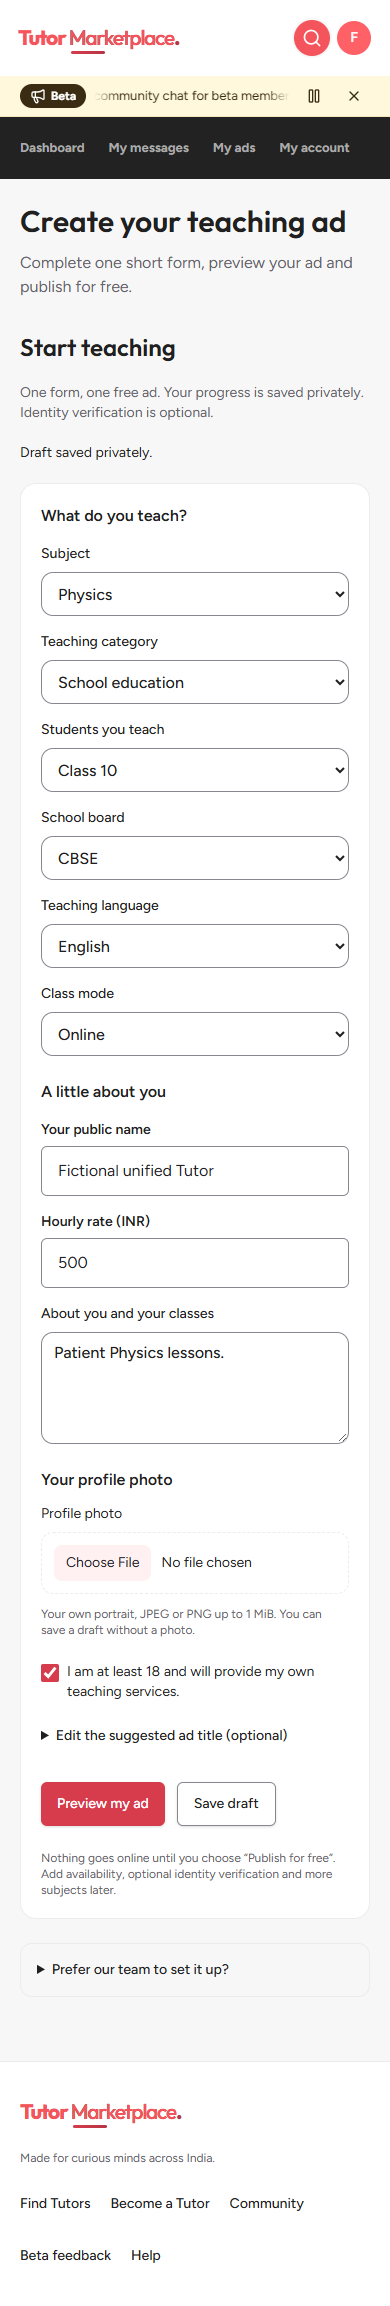 Tutor Marketplace.
F
Beta
community chat for beta member
Dashboard My messages My ads My account
Create your teaching ad
Complete one short form, preview your ad and
publish for free.
Start teaching
One form, one free ad. Your progress is saved privately.
Identity verification is optional.
Draft saved privately.
What do you teach?
Subject
Physics
Teaching category
School education
Students you teach
Class 10
School board
CBSE
Teaching language
English
Class mode
Online
A little about you
Your public name
Fictional unified Tutor
Hourly rate (INR)
500
About you and your classes
Patient Physics lessons.
Your profile photo
Profile photo
Choose File No file chosen
Your own portrait, JPEG or PNG up to 1 MiB. You can
save a draft without a photo.
I am at least 18 and will provide my own
teaching services.
Edit the suggested ad title (optional)
Preview my ad Save draft
Nothing goes online until you choose “Publish for free”.
Add availability, optional identity verification and more
subjects later.
Prefer our team to set it up?
Tutor Marketplace.
Made for curious minds across India.
Find Tutors Become a Tutor Community
Beta feedback Help